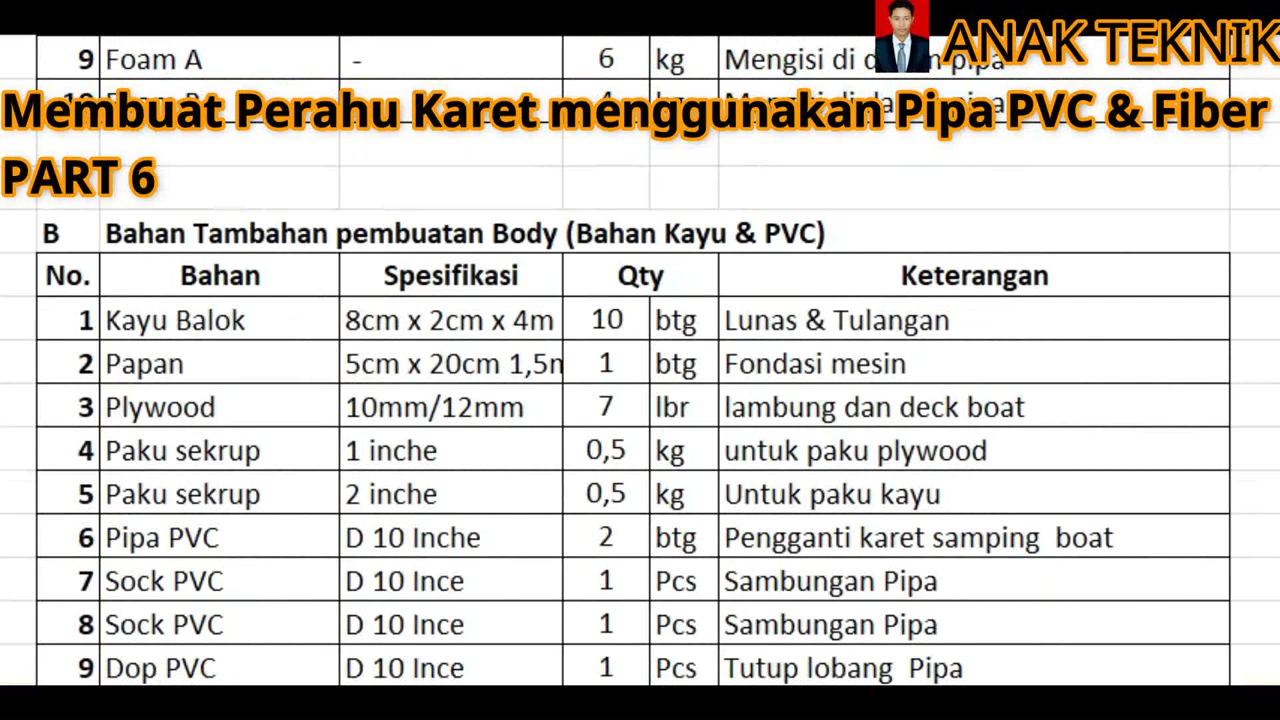 ANAK TEKNIK
9 Foam A - 6 kg Mengisi di dalam pipa
Membuat Perahu Karet menggunakan Pipa PVC & Fiber
PART 6
B Bahan Tambahan pembuatan Body (Bahan Kayu & PVC)
No. Bahan Spesifikasi Qty Keterangan
1 Kayu Balok 8cm x 2cm x 4m 10 btg Lunas & Tulangan
2 Papan 5cm x 20cm 1,5m 1 btg Fondasi mesin
3 Plywood 10mm/12mm 7 lbr lambung dan deck boat
4 Paku sekrup 1 inche 0,5 kg untuk paku plywood
5 Paku sekrup 2 inche 0,5 kg Untuk paku kayu
6 Pipa PVC D 10 Inche 2 btg Pengganti karet samping boat
7 Sock PVC D 10 Ince 1 Pcs Sambungan Pipa
8 Sock PVC D 10 Ince 1 Pcs Sambungan Pipa
9 Dop PVC D 10 Ince 1 Pcs Tutup lobang Pipa